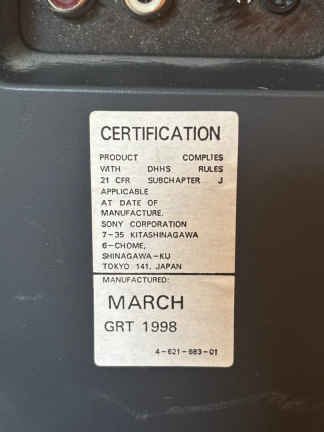 CERTIFICATION
PRODUCT COMPLIES
WITH DHHS RULES
21 CFR SUBCHAPTER J
APPLICABLE
AT DATE OF
MANUFACTURE.
SONY CORPORATION
7-35 KITASHINAGAWA
6-CHOME,
SHINAGAWA-KU
TOKYO 141, JAPAN
MANUFACTURED:
MARCH
GRT 1998
4-621-683-01